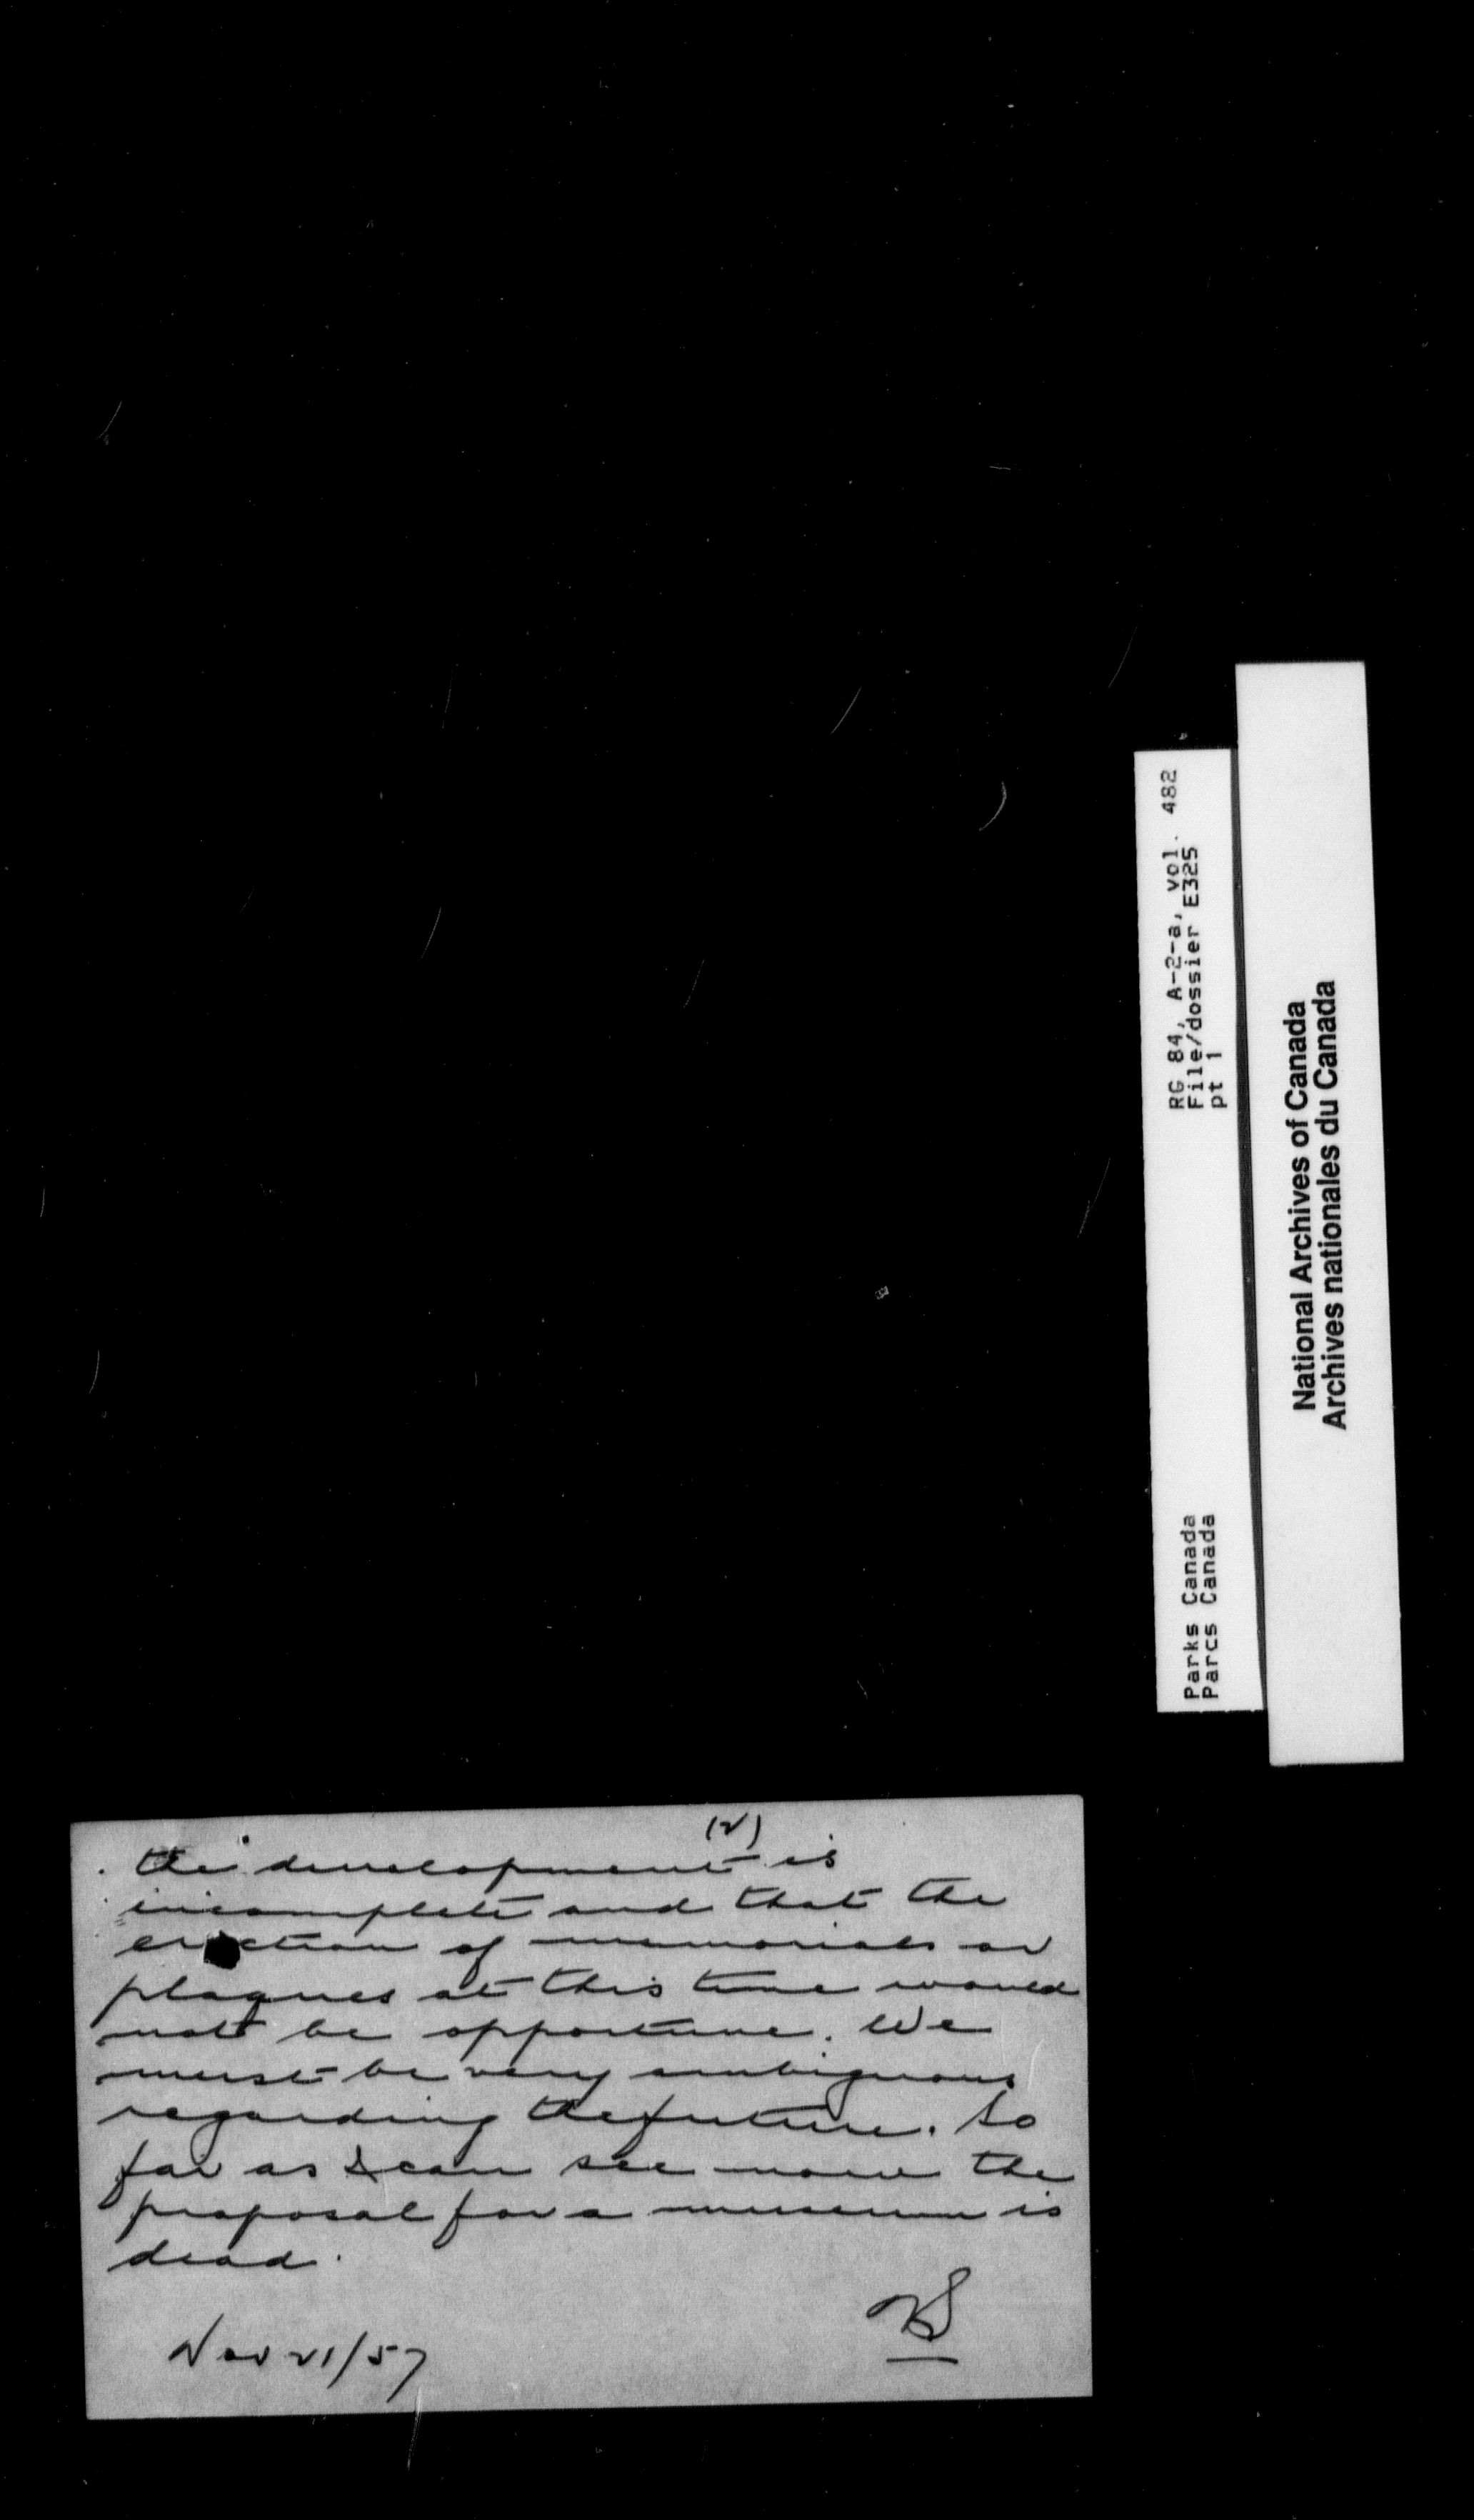 RG 84, A-2-a, vol. 482
File/dossier E325
pt 1
Parks Canada
Parcs Canada
National Archives of Canada
Archives nationales du Canada
(2)
the development is
incomplete and that the
erection of memorials or
plaques at this time would
not be opportune. We
must be very ambiguous
regarding the future. So
far as I can see now the
proposal for a museum is
dead.
Nov 21/57